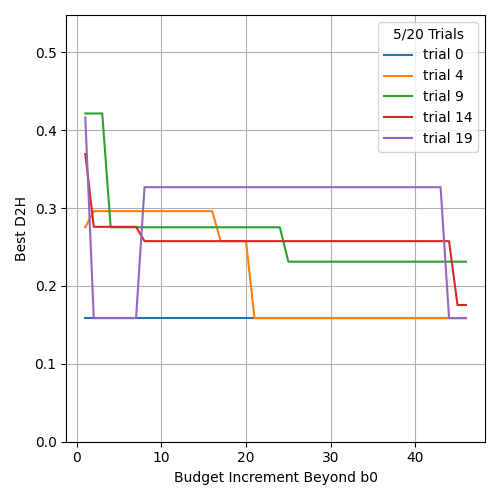 5/20 Trials
trial 0
trial 4
trial 9
trial 14
trial 19
0.5
0.4
0.3
0.2
0.1
0.0
Best D2H
0
10
20
30
40
Budget Increment Beyond b0